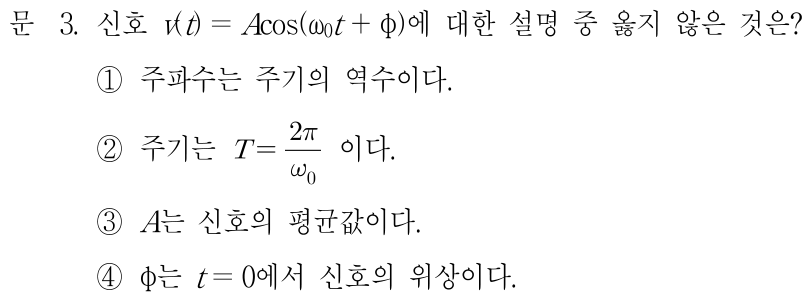 문 3. 신호 v(t) = Acos(ω₀t + φ)에 대한 설명 중 옳지 않은 것은?
① 주파수는 주기의 역수이다.
② 주기는 T = 2π/ω₀ 이다.
③ A는 신호의 평균값이다.
④ φ는 t = 0에서 신호의 위상이다.